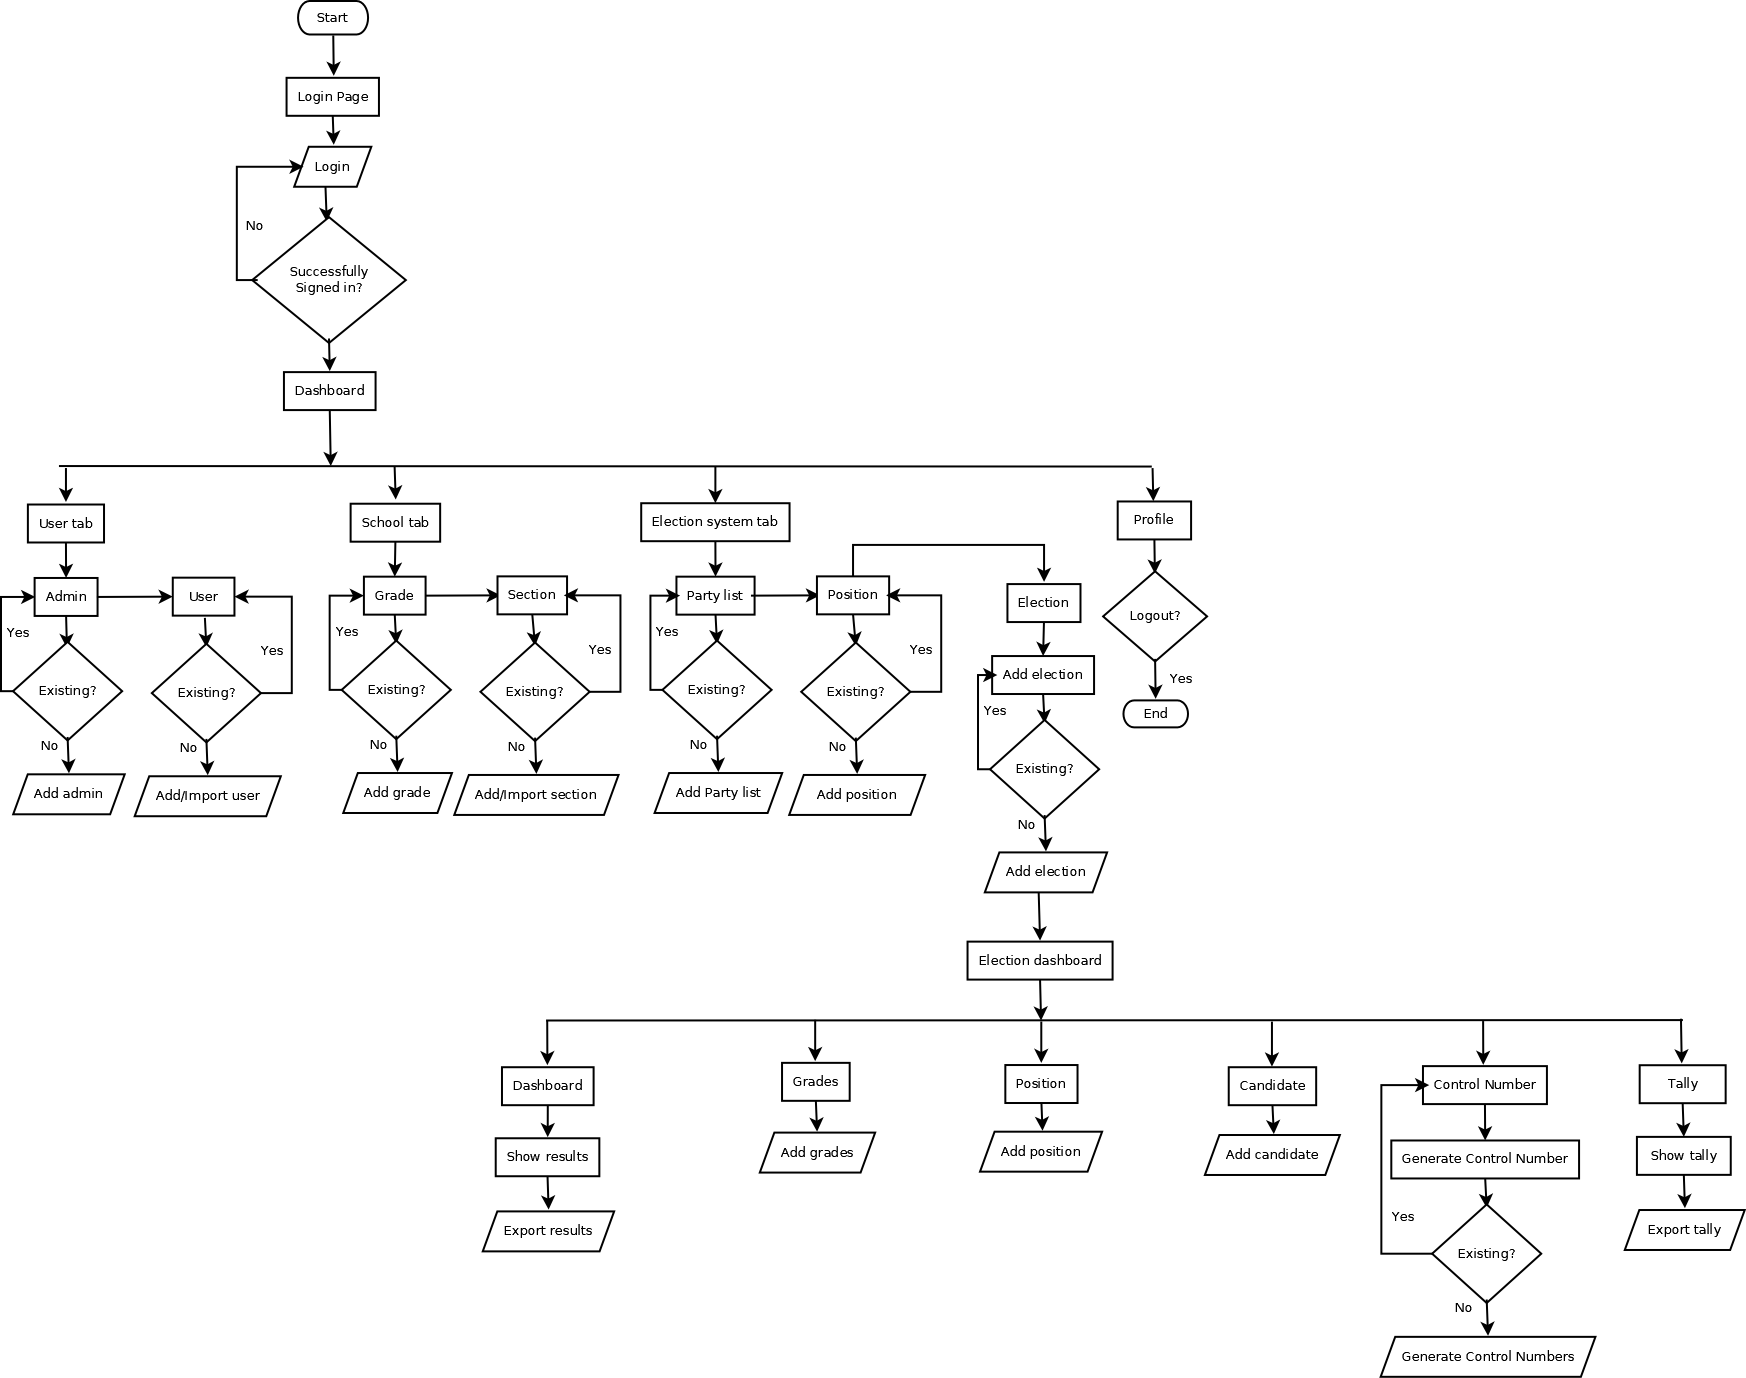 Start
Login Page
Login
No
Successfully
Signed in?
Dashboard
User tab
School tab
Election system tab
Profile
Admin
User
Grade
Section
Party list
Position
Election
Logout?
Yes
Yes
Yes
Yes
Yes
Yes
Add election
Yes
Existing?
Existing?
Existing?
Existing?
Existing?
Existing?
Yes
End
No
No
No
No
No
No
Existing?
Add admin
Add/Import user
Add grade
Add/Import section
Add Party list
Add position
No
Add election
Election dashboard
Dashboard
Grades
Position
Candidate
Control Number
Tally
Show results
Add grades
Add position
Add candidate
Generate Control Number
Show tally
Export results
Yes
Existing?
Export tally
No
Generate Control Numbers